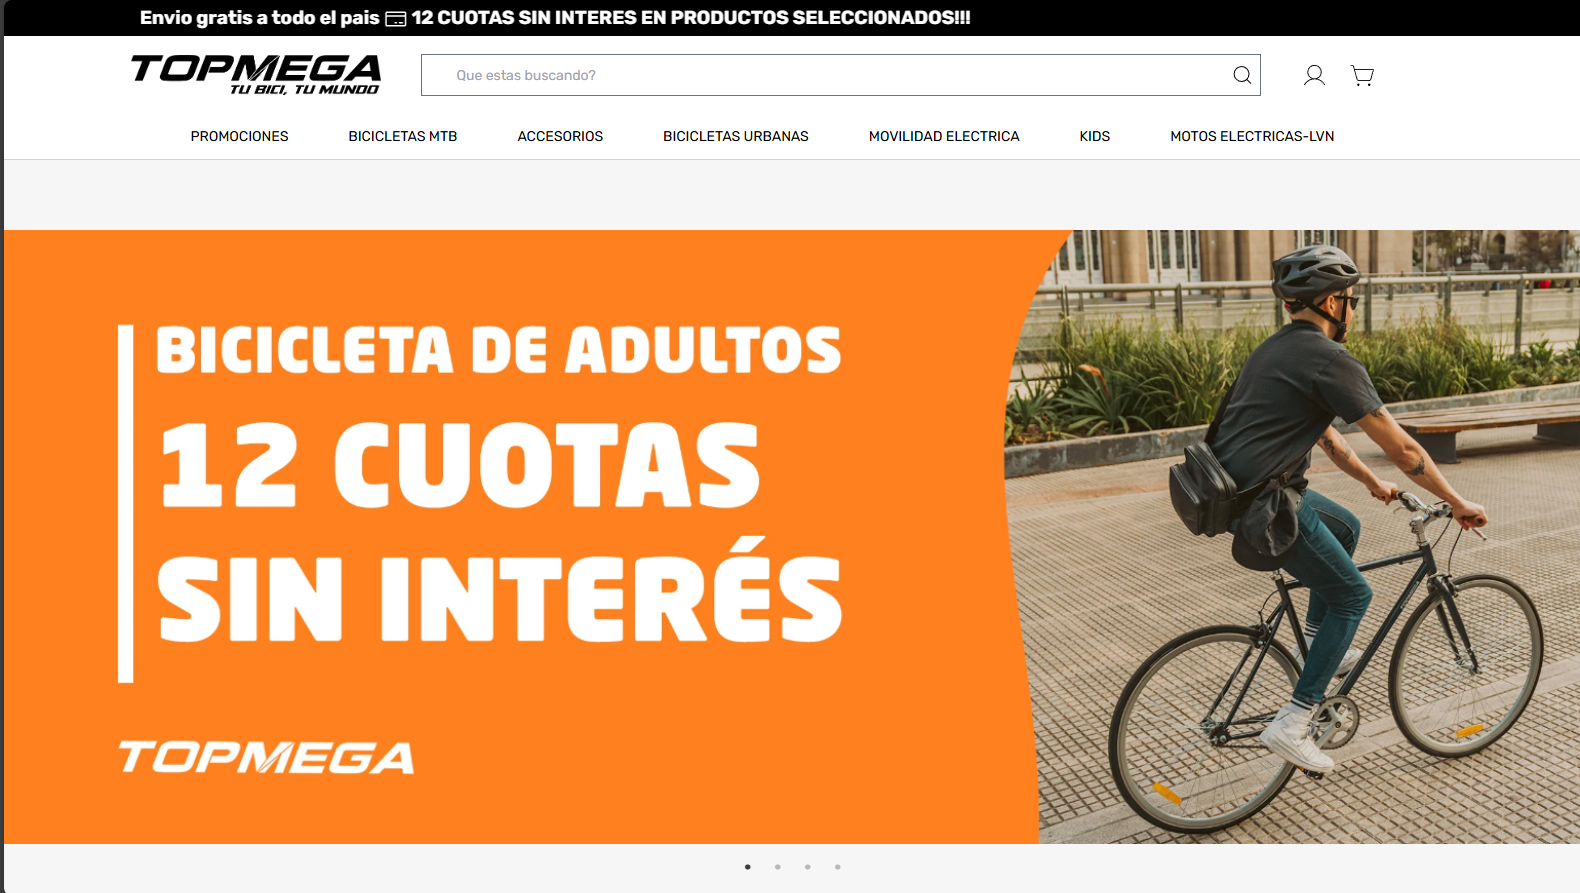 Envio gratis a todo el pais 12 CUOTAS SIN INTERES EN PRODUCTOS SELECCIONADOS!!!
TOPMEGA
TU BICI, TU MUNDO
Que estas buscando?
PROMOCIONES BICICLETAS MTB ACCESORIOS BICICLETAS URBANAS MOVILIDAD ELECTRICA KIDS MOTOS ELECTRICAS-LVN
BICICLETA DE ADULTOS
12 CUOTAS
SIN INTERÉS
TOPMEGA